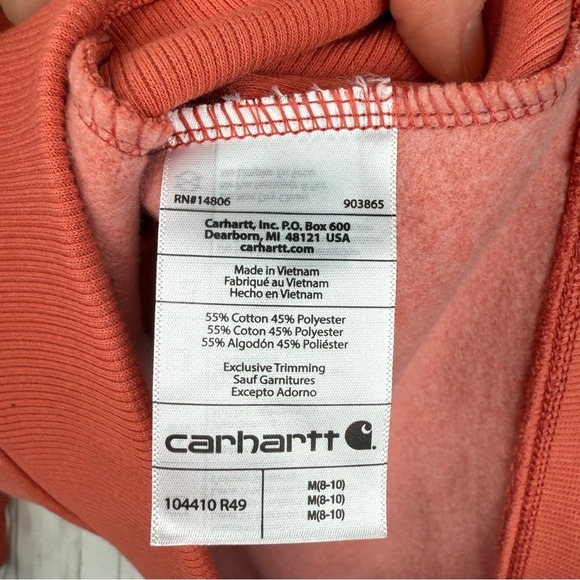 RN#14806 903865
Carhartt, Inc. P.O. Box 600
Dearborn, MI 48121 USA
carhartt.com
Made in Vietnam
Fabriqué au Vietnam
Hecho en Vietnam
55% Cotton 45% Polyester
55% Coton 45% Polyester
55% Algodón 45% Poliéster
Exclusive Trimming
Sauf Garnitures
Excepto Adorno
carhartt
104410 R49
M(8-10)
M(8-10)
M(8-10)